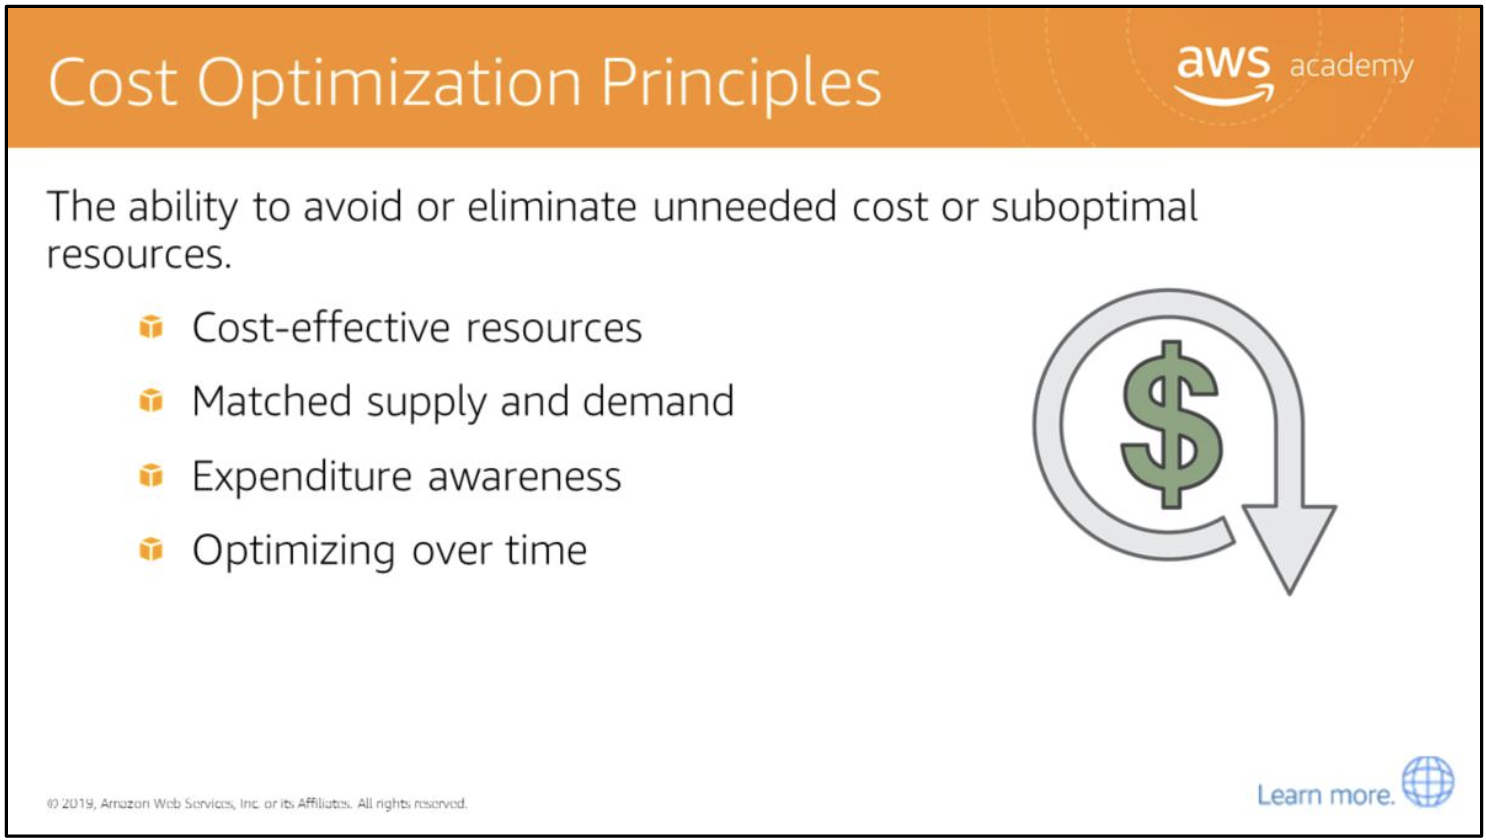 Cost Optimization Principles
aws academy
The ability to avoid or eliminate unneeded cost or suboptimal
resources.
Cost-effective resources
Matched supply and demand
Expenditure awareness
Optimizing over time
$
© 2019, Amazon Web Services, Inc. or its Affiliates. All rights reserved.
Learn more.